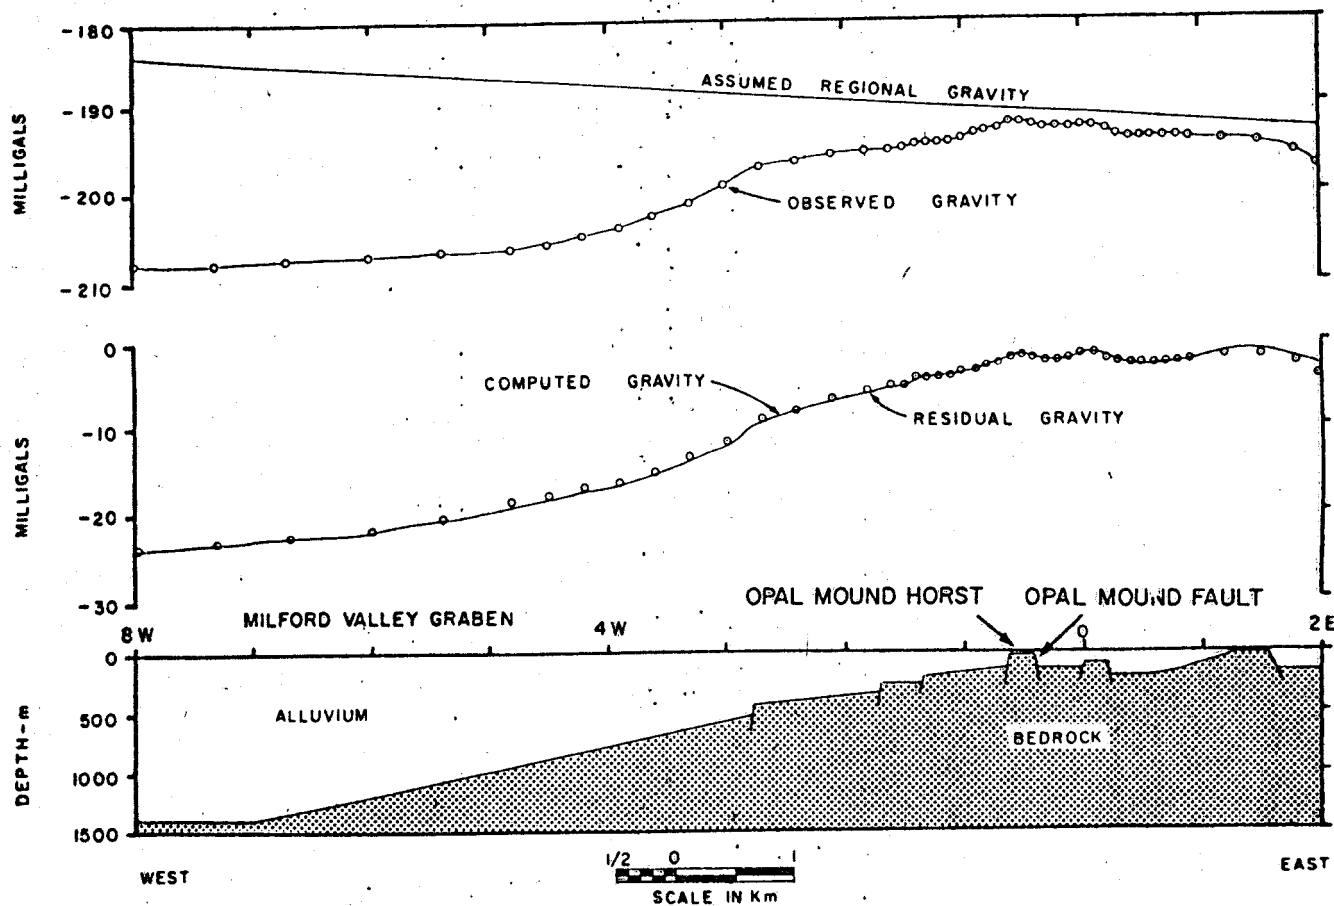 -180
ASSUMED REGIONAL GRAVITY
-190
MILLIGALS
-200
OBSERVED GRAVITY
-210
0
COMPUTED GRAVITY
RESIDUAL GRAVITY
-10
MILLIGALS
-20
-30
OPAL MOUND HORST
OPAL MOUND FAULT
MILFORD VALLEY GRABEN
8 W
4 W
0
2 E
0
ALLUVIUM
500
BEDROCK
DEPTH-m
1000
1500
1/2 0 1
WEST
EAST
SCALE IN Km